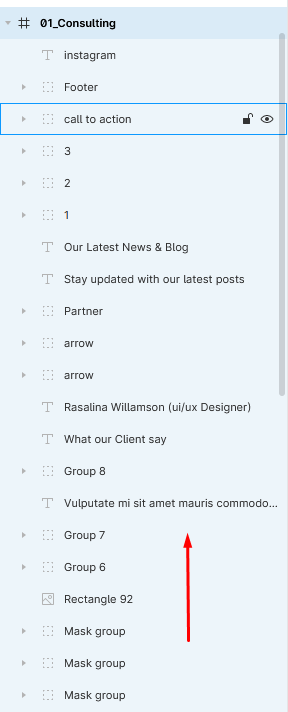 01_Consulting
instagram
Footer
call to action
3
2
1
Our Latest News & Blog
Stay updated with our latest posts
Partner
arrow
arrow
Rasalina Willamson (ui/ux Designer)
What our Client say
Group 8
Vulputate mi sit amet mauris commodo...
Group 7
Group 6
Rectangle 92
Mask group
Mask group
Mask group